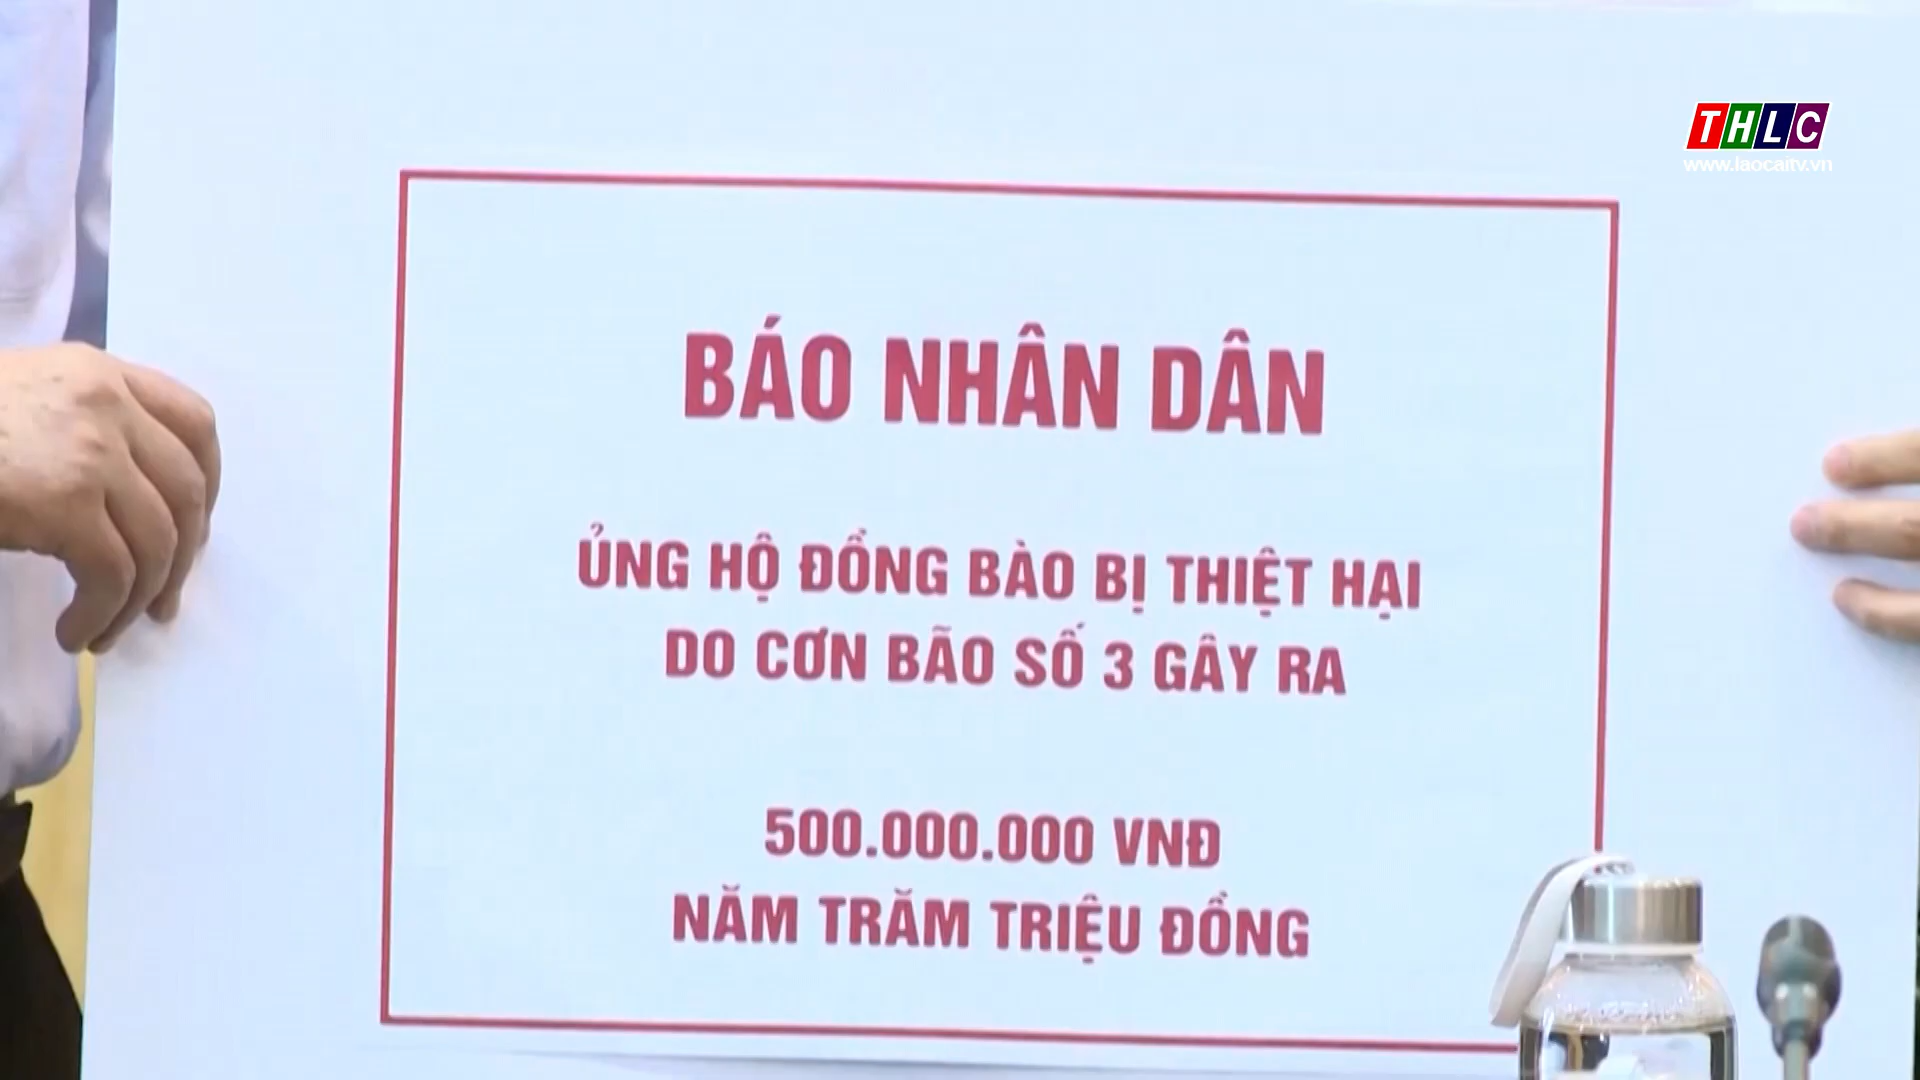 THLC
www.laocaitv.vn
BÁO NHÂN DÂN
ỦNG HỘ ĐỒNG BÀO BỊ THIỆT HẠI
DO CƠN BÃO SỐ 3 GÂY RA
500.000.000 VNĐ
NĂM TRĂM TRIỆU ĐỒNG